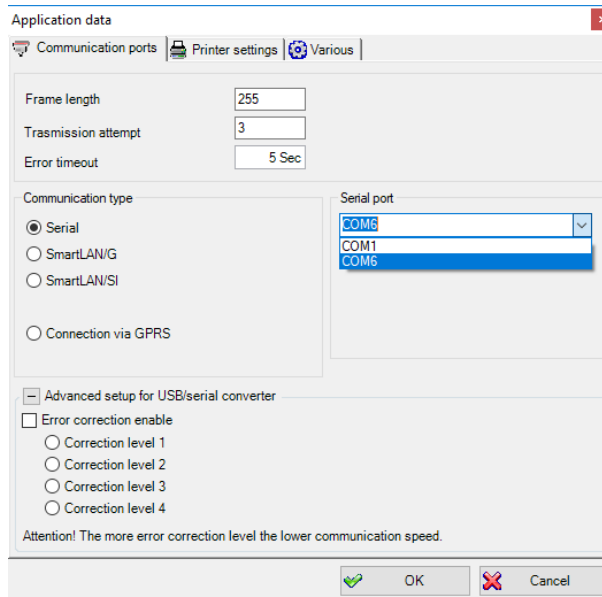 Application data
Communication ports
Printer settings
Various
Frame length
255
Trasmission attempt
3
Error timeout
5 Sec
Communication type
Serial
SmartLAN/G
SmartLAN/SI
Connection via GPRS
Serial port
COM6
COM1
COM6
Advanced setup for USB/serial converter
Error correction enable
Correction level 1
Correction level 2
Correction level 3
Correction level 4
Attention! The more error correction level the lower communication speed.
OK
Cancel